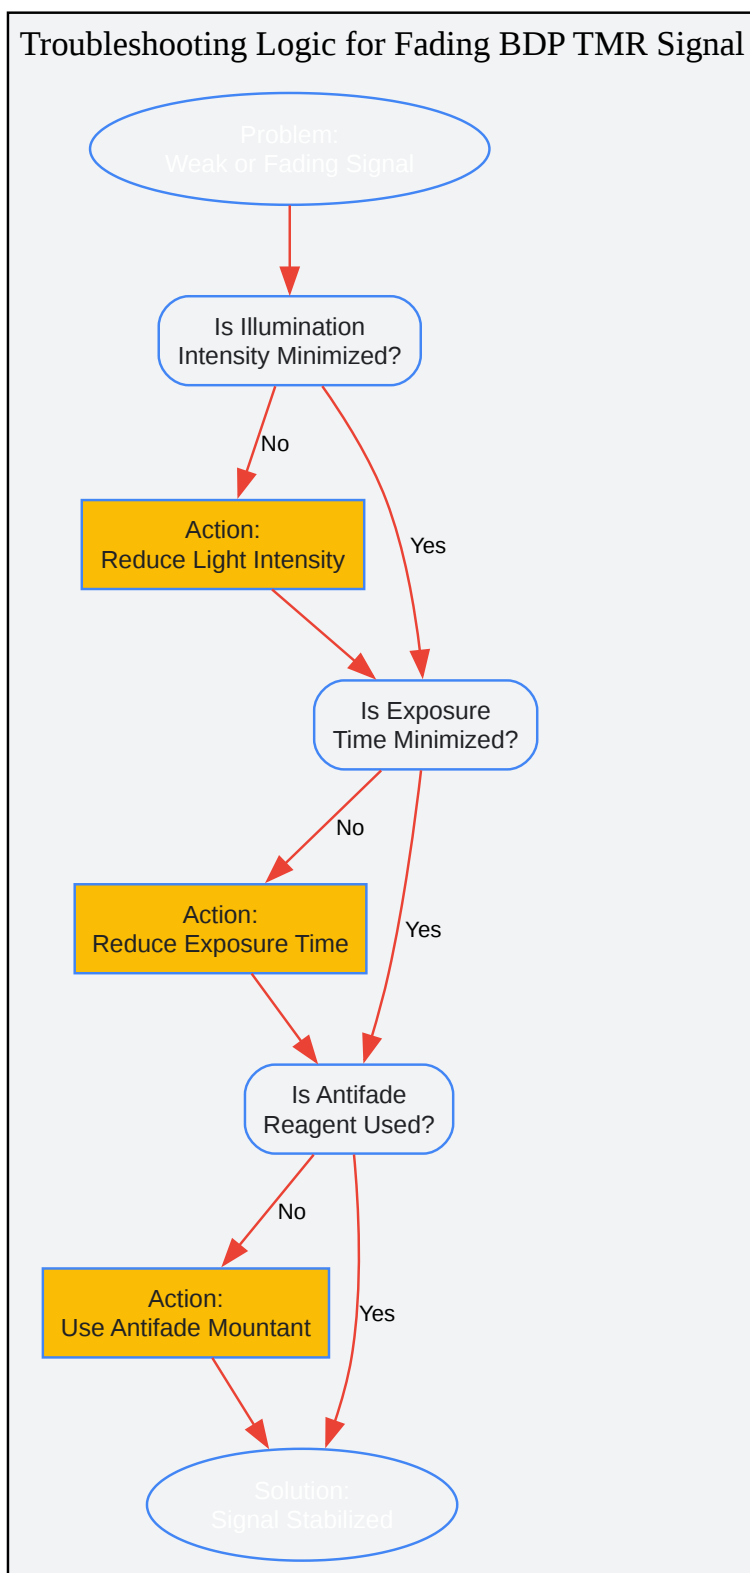 Troubleshooting Logic for Fading BDP TMR Signal
Problem:
Weak or Fading Signal
Is Illumination
Intensity Minimized?
No
Action:
Reduce Light Intensity
Yes
Is Exposure
Time Minimized?
No
Action:
Reduce Exposure Time
Yes
Is Antifade
Reagent Used?
No
Action:
Use Antifade Mountant
Yes
Solution:
Signal Stabilized